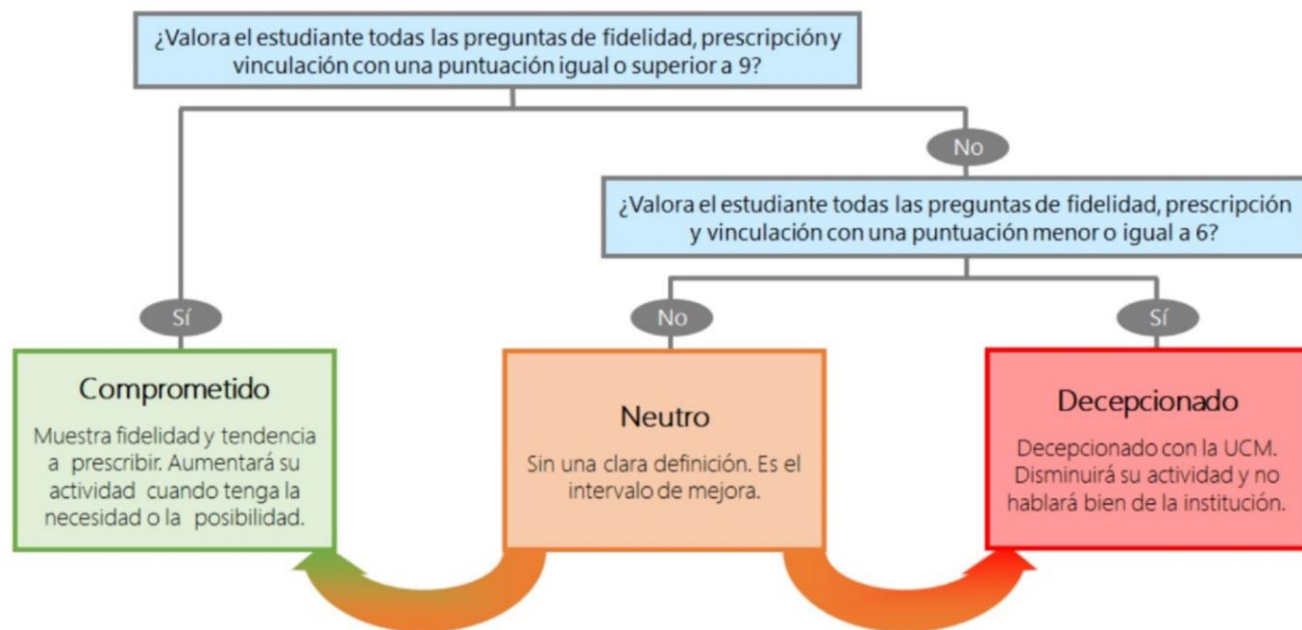 ¿Valora el estudiante todas las preguntas de fidelidad, prescripción y
vinculación con una puntuación igual o superior a 9?
No
¿Valora el estudiante todas las preguntas de fidelidad, prescripción
y vinculación con una puntuación menor o igual a 6?
Sí
No
Sí
Comprometido
Muestra fidelidad y tendencia
a prescribir. Aumentará su
actividad cuando tenga la
necesidad o la posibilidad.
Neutro
Sin una clara definición. Es el
intervalo de mejora.
Decepcionado
Decepcionado con la UCM.
Disminuirá su actividad y no
hablará bien de la institución.